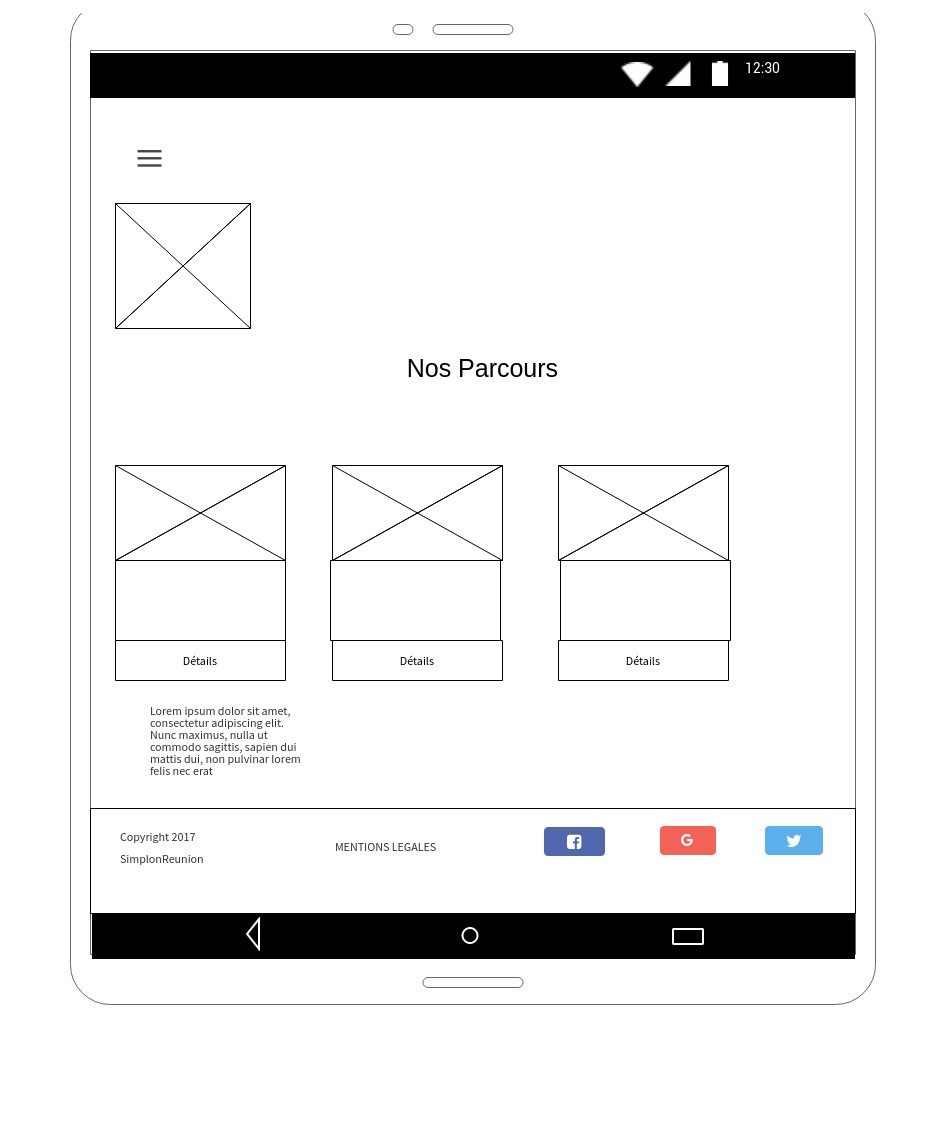 12:30
Nos Parcours
Détails
Détails
Détails
Lorem ipsum dolor sit amet,
consectetur adipiscing elit.
Nunc maximus, nulla ut
commodo sagittis, sapien dui
mattis dui, non pulvinar lorem
felis nec erat
Copyright 2017
SimplonReunion
MENTIONS LEGALES